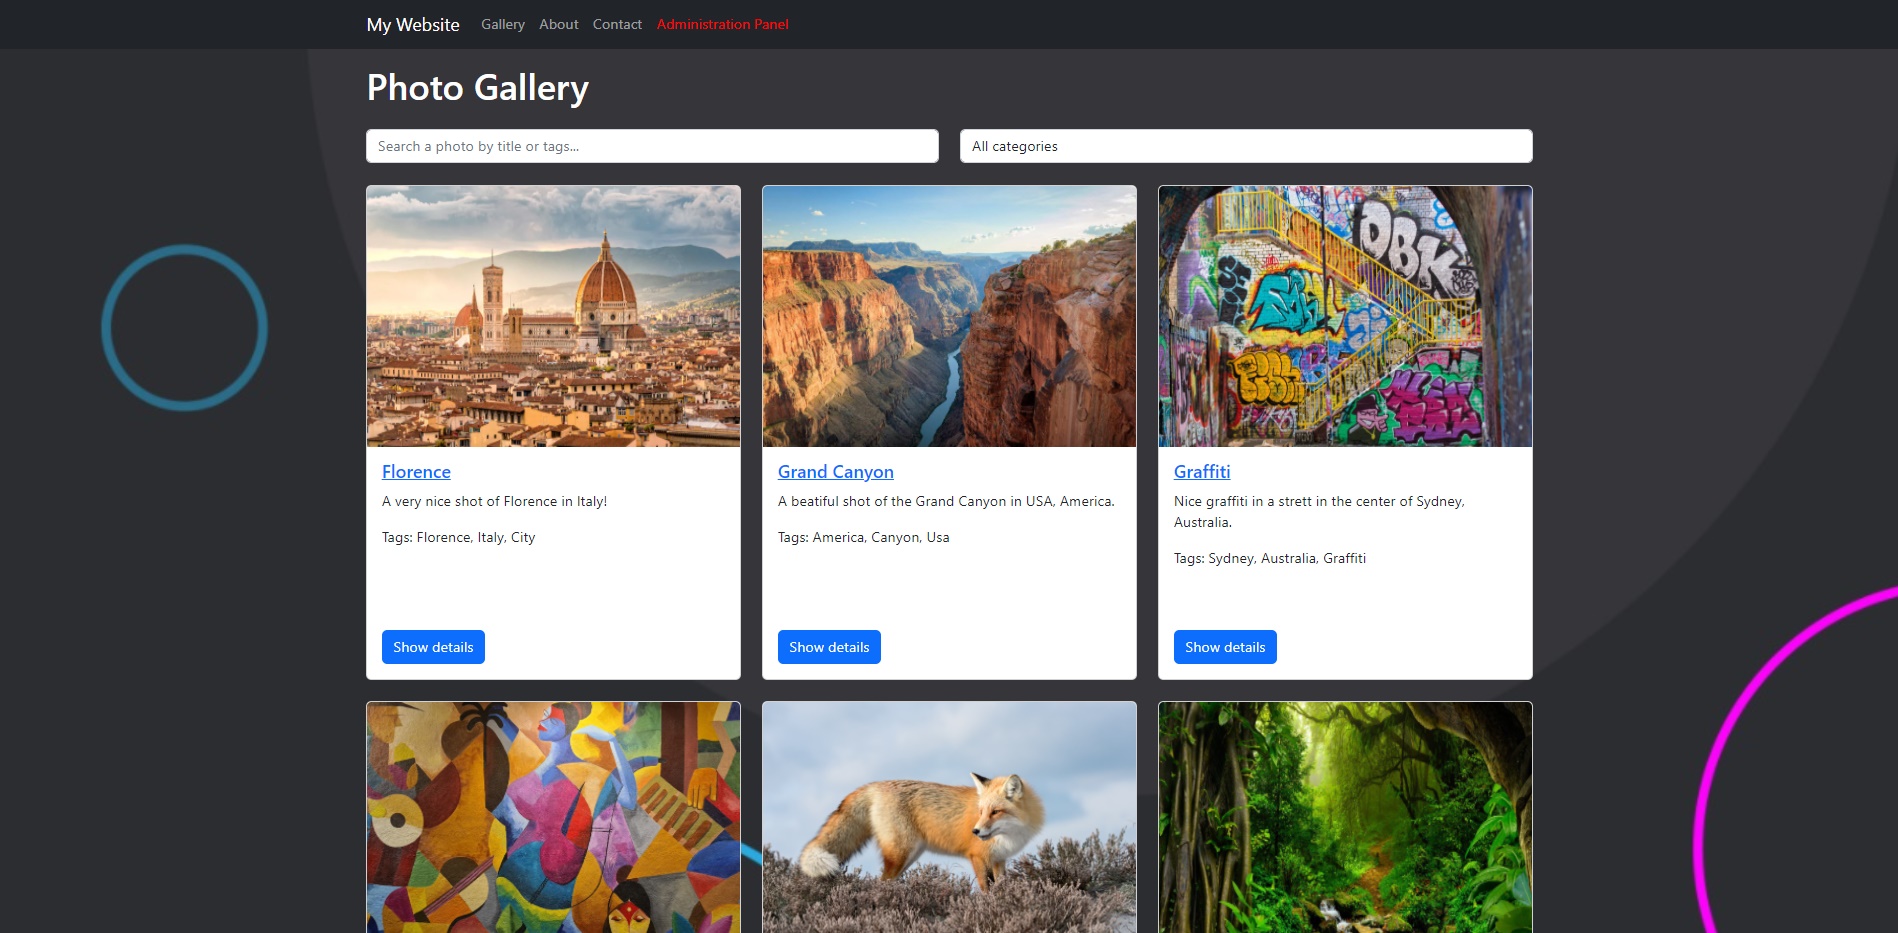 My Website Gallery About Contact Administration Panel
Photo Gallery
Search a photo by title or tags...
All categories
DBK
Florence
A very nice shot of Florence in Italy!
Tags: Florence, Italy, City
Show details
Grand Canyon
A beatiful shot of the Grand Canyon in USA, America.
Tags: America, Canyon, Usa
Show details
Graffiti
Nice graffiti in a strett in the center of Sydney,
Australia.
Tags: Sydney, Australia, Graffiti
Show details